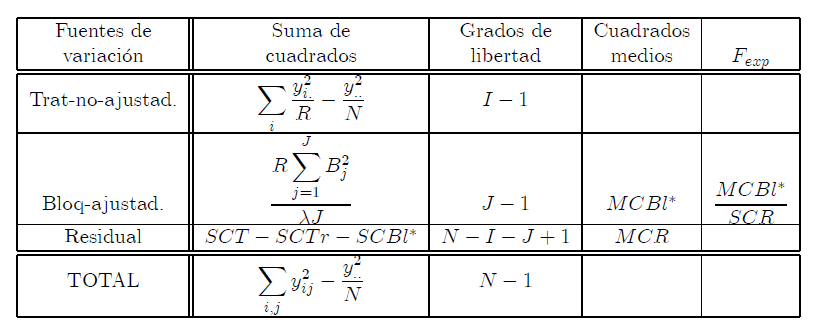 Fuentes de variación | Suma de cuadrados | Grados de libertad | Cuadrados medios | F_{exp}
Trat-no-ajustad. | \sum_{i} \frac{y_{i.}^{2}}{R} - \frac{y_{..}^{2}}{N} | I - 1
Bloq-ajustad. | \frac{R \sum_{j=1}^{J} B_{j}^{2}}{\lambda J} | J - 1 | MCBl* | \frac{MCBl*}{SCR}
Residual | SCT - SCTr - SCBl* | N - I - J + 1 | MCR
TOTAL | \sum_{i,j} y_{ij}^{2} - \frac{y_{..}^{2}}{N} | N - 1